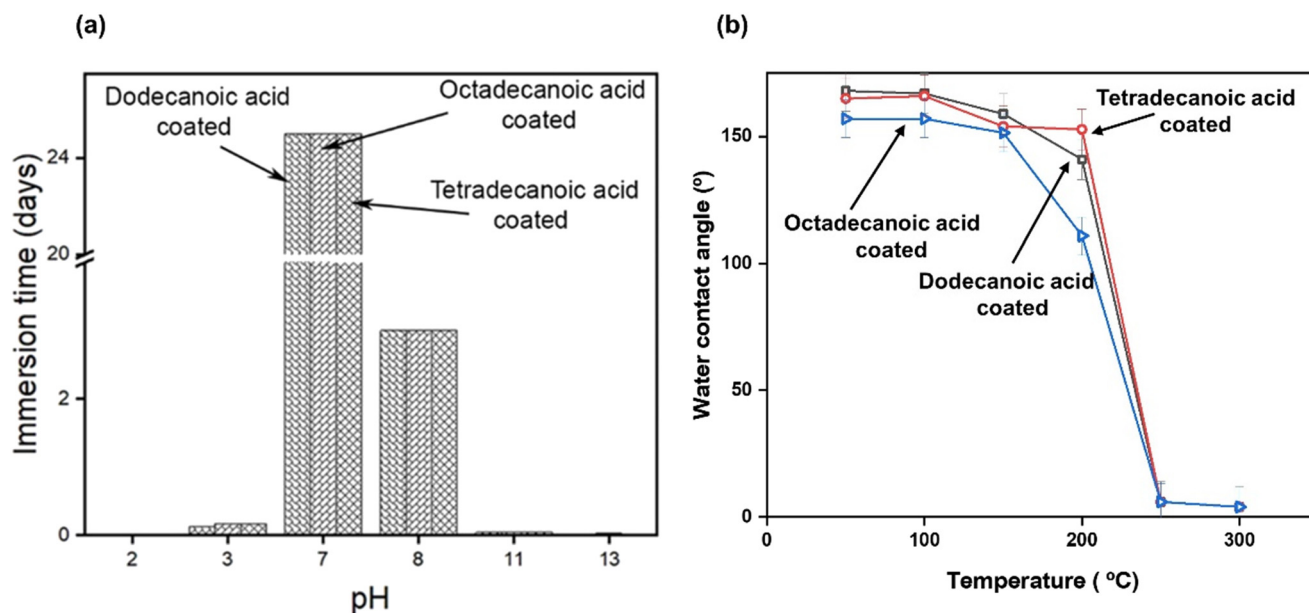 (a)
Dodecanoic acid
coated
Octadecanoic acid
coated
Tetradecanoic acid
coated
Immersion time (days)
24
20
2
0
2
3
7
8
11
13
pH
(b)
Tetradecanoic acid
coated
Octadecanoic acid
coated
Dodecanoic acid
coated
Water contact angle (º)
150
100
50
0
0
100
200
300
Temperature ( ºC)